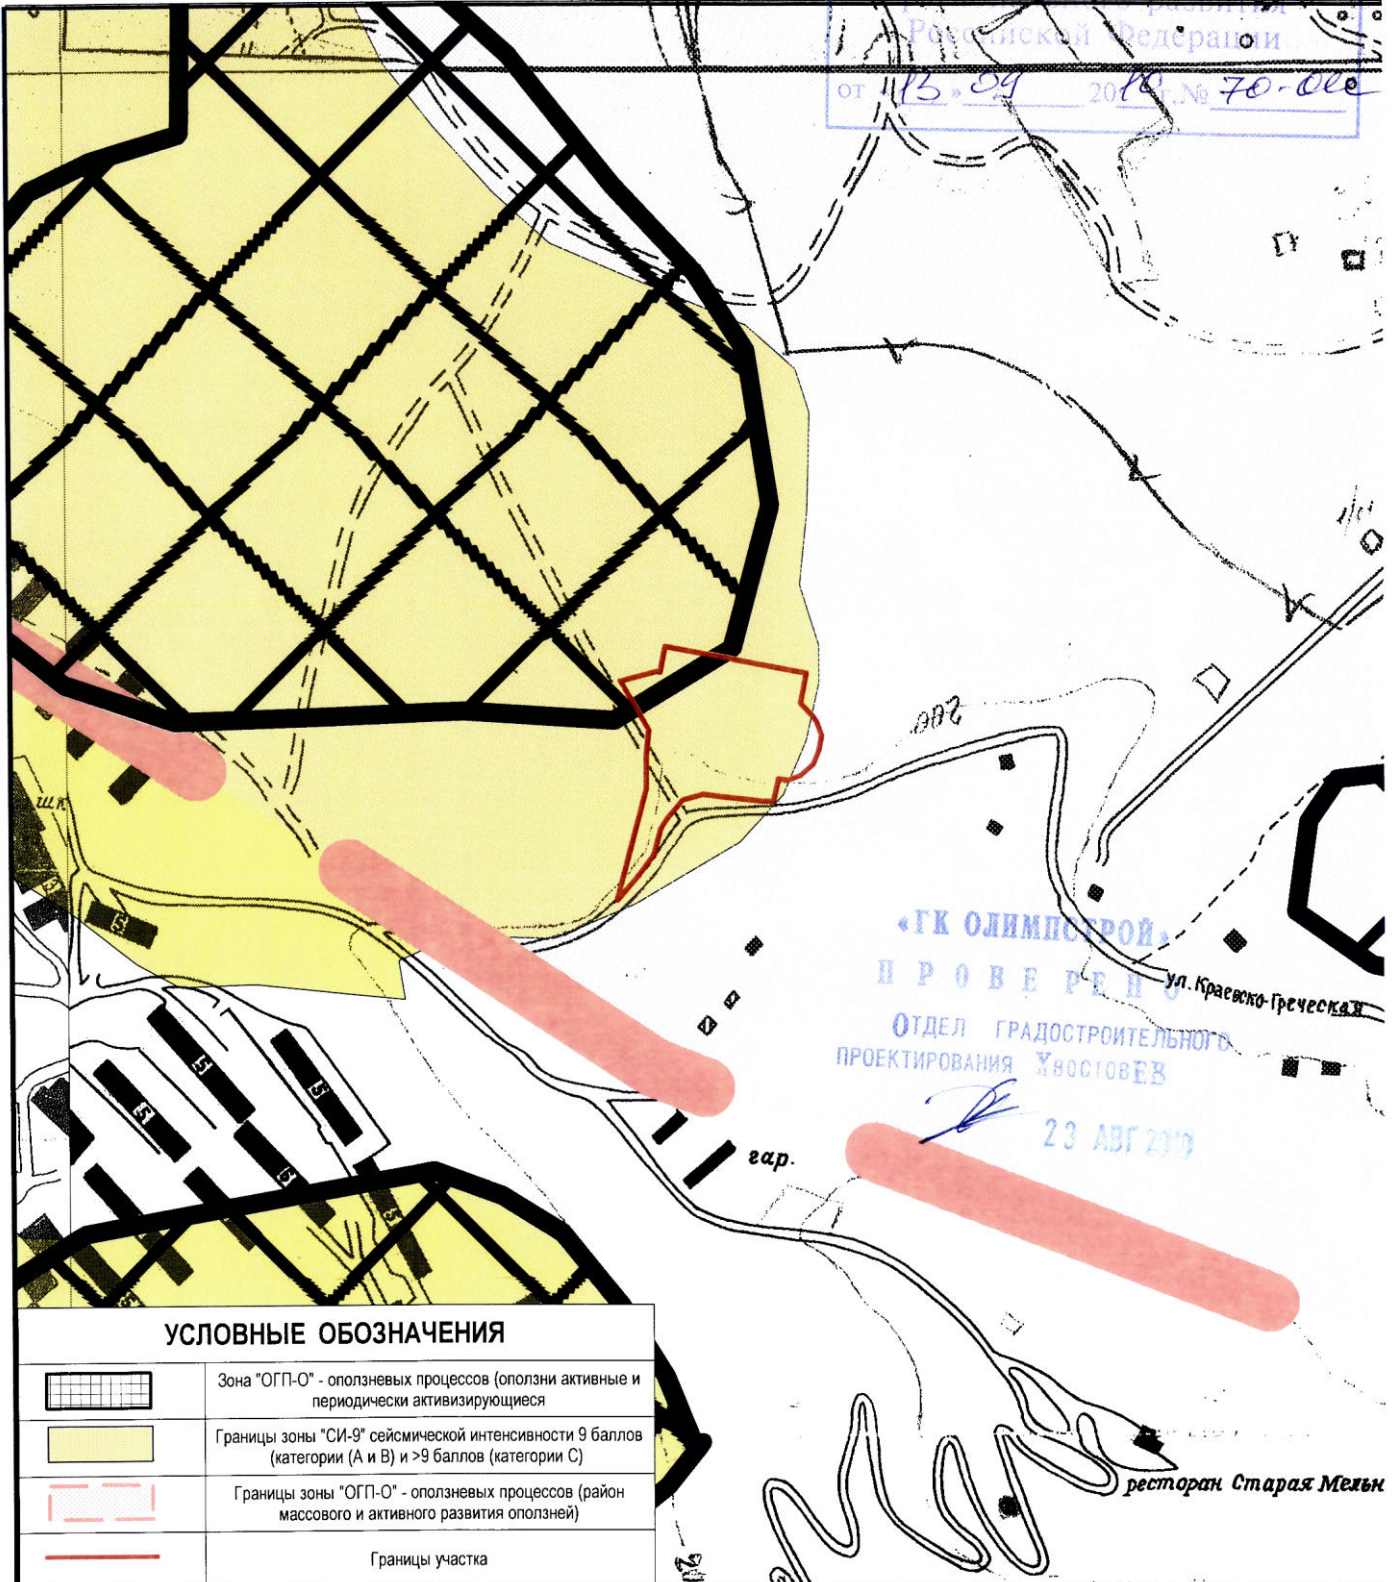 Российской Федерации
от "13" 09 2010 г. № 70-ОС
шк
200
«ГК ОЛИМПСТРОЙ»
ПРОВЕРЕНО
ул. Краевско-Греческая
ОТДЕЛ ГРАДОСТРОИТЕЛЬНОГО
ПРОЕКТИРОВАНИЯ
23 АВГ
гар.
УСЛОВНЫЕ ОБОЗНАЧЕНИЯ
Зона "ОГП-О" - оползневых процессов (оползни активные и
периодически активизирующиеся
Границы зоны "СИ-9" сейсмической интенсивности 9 баллов
(категории (А и В) и >9 баллов (категории С)
Границы зоны "ОГП-О" - оползневых процессов (район
массового и активного развития оползней)
Границы участка
ресторан Старая Мельн